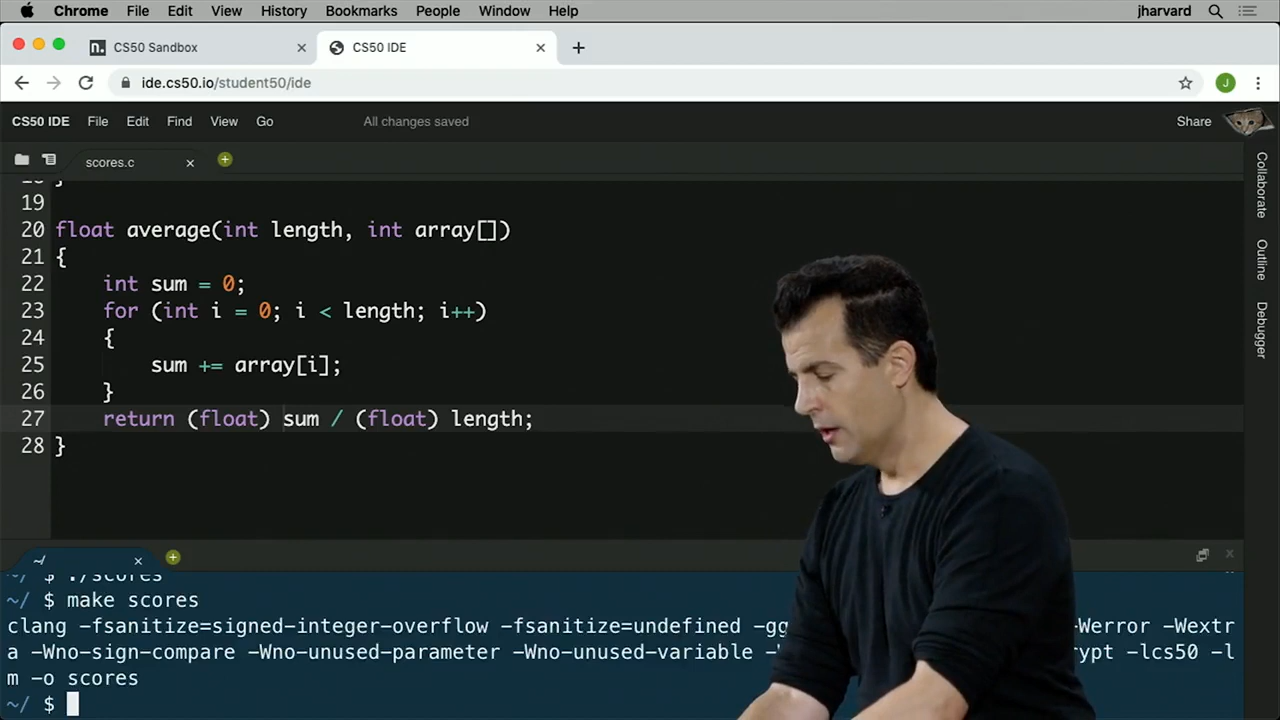 Chrome File Edit View History Bookmarks People Window Help jharvard
CS50 Sandbox CS50 IDE
ide.cs50.io/student50/ide J
CS50 IDE File Edit Find View Go All changes saved Share
scores.c
Collaborate
Outline
Debugger
19
20 float average(int length, int array[])
21 {
22 int sum = 0;
23 for (int i = 0; i < length; i++)
24 {
25 sum += array[i];
26 }
27 return (float) sum / (float) length;
28 }
~/
~/ $ ./scores
~/ $ make scores
clang -fsanitize=signed-integer-overflow -fsanitize=undefined -gg -Werror -Wextr
a -Wno-sign-compare -Wno-unused-parameter -Wno-unused-variable rypt -lcs50 -l
m -o scores
~/ $